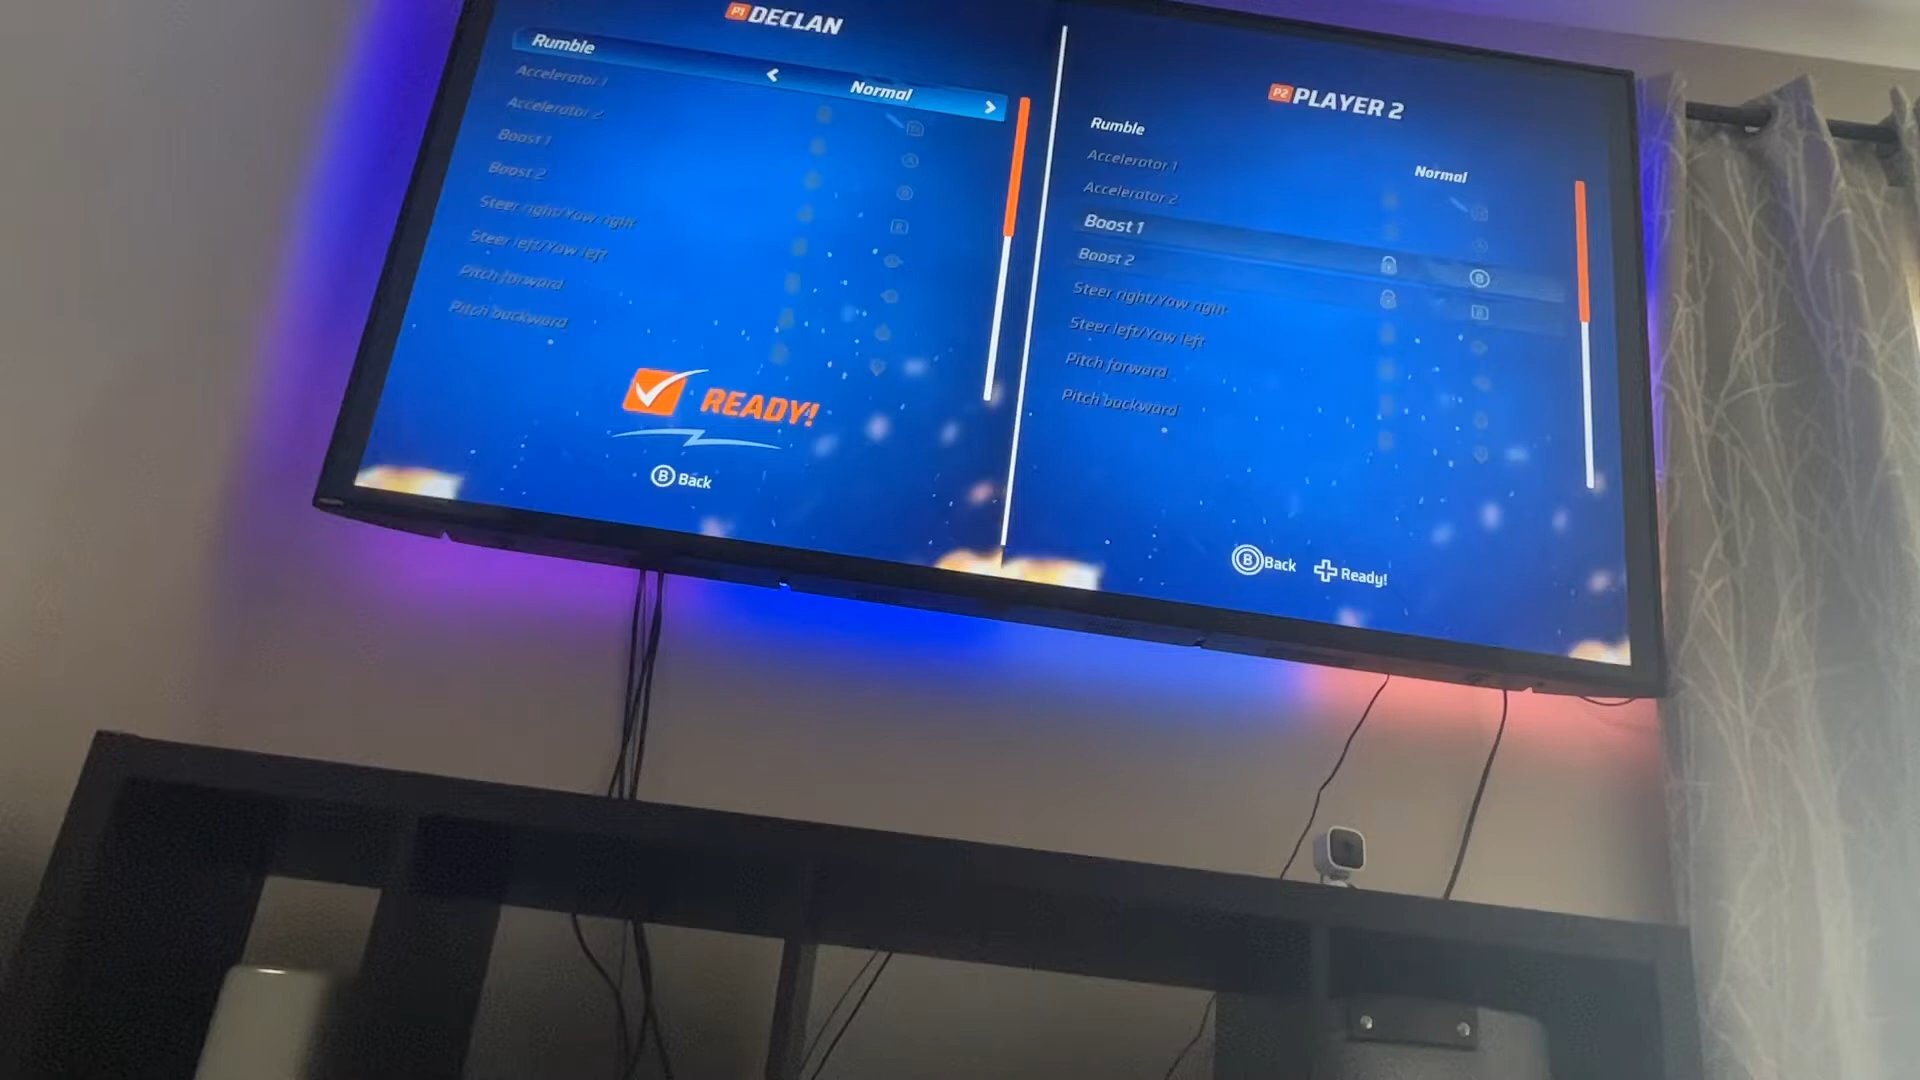 P1 DECLAN
Rumble
Normal
Accelerator 1
Accelerator 2
Boost 1
Boost 2
Steer right/Yaw right
Steer left/Yaw left
Pitch forward
Pitch backward
READY!
B Back
P2 PLAYER 2
Rumble
Normal
Accelerator 1
Accelerator 2
Boost 1
B
Boost 2
Steer right/Yaw right
Steer left/Yaw left
Pitch forward
Pitch backward
B Back
Ready!